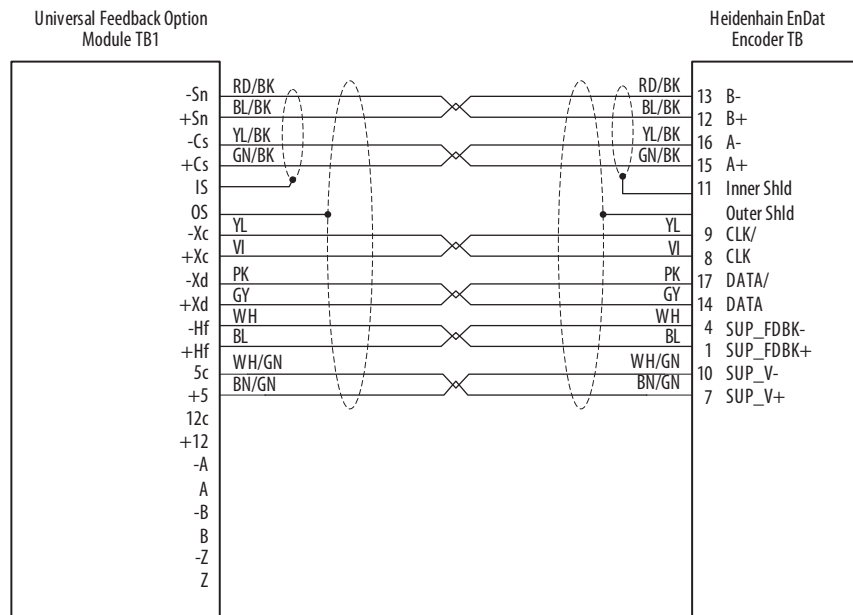 Universal Feedback Option
Module TB1
Heidenhain EnDat
Encoder TB
-Sn RD/BK RD/BK 13 B-
+Sn BL/BK BL/BK 12 B+
-Cs YL/BK YL/BK 16 A-
+Cs GN/BK GN/BK 15 A+
IS 11 Inner Shld
OS Outer Shld
-Xc YL YL 9 CLK/
+Xc VI VI 8 CLK
-Xd PK PK 17 DATA/
+Xd GY GY 14 DATA
-Hf WH WH 4 SUP_FDBK-
+Hf BL BL 1 SUP_FDBK+
5c WH/GN WH/GN 10 SUP_V-
+5 BN/GN BN/GN 7 SUP_V+
12c
+12
-A
A
-B
B
-Z
Z